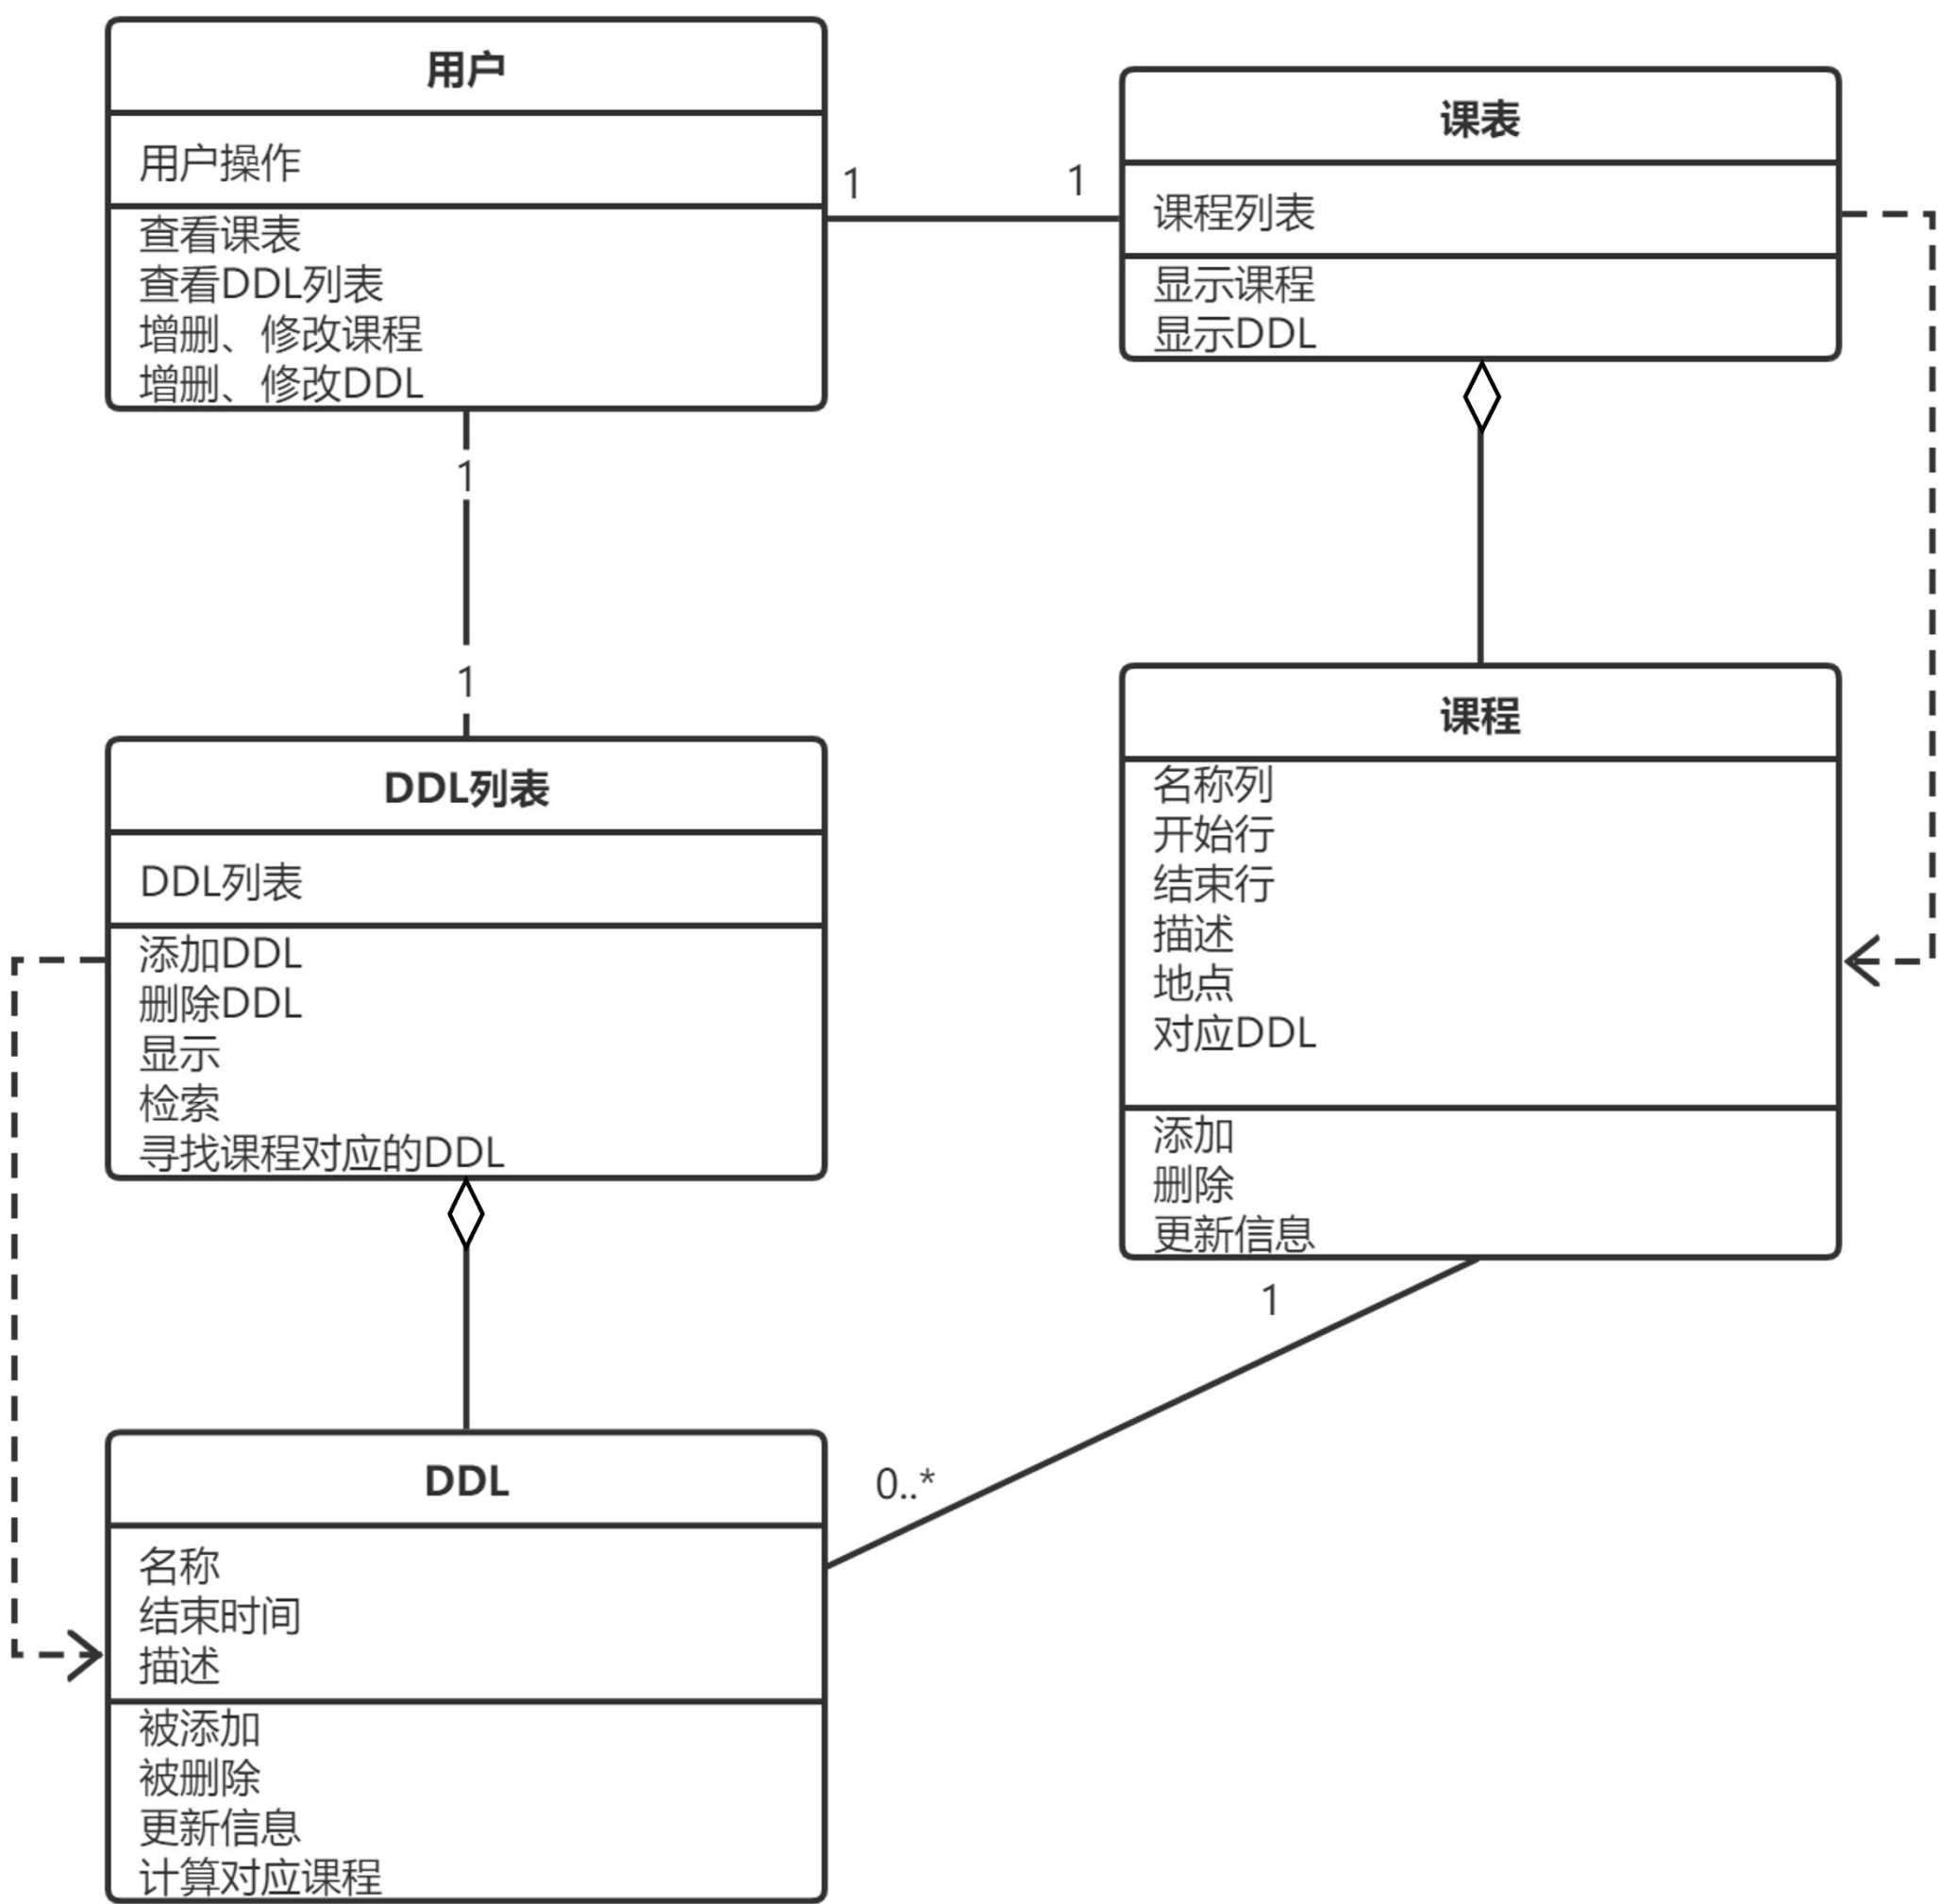 用户
用户操作
查看课表
查看DDL列表
增删、修改课程
增删、修改DDL
1
1
课表
课程列表
显示课程
显示DDL
1
1
DDL列表
DDL列表
添加DDL
删除DDL
显示
检索
寻找课程对应的DDL
课程
名称列
开始行
结束行
描述
地点
对应DDL
添加
删除
更新信息
1
0..*
DDL
名称
结束时间
描述
被添加
被删除
更新信息
计算对应课程